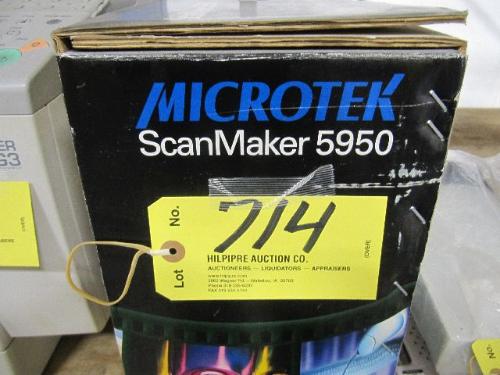 MICROTEK
ScanMaker 5950
No.
714
Lot
HILPIPRE AUCTION CO.
AUCTIONEERS — LIQUIDATORS — APPRAISERS
(OVER)